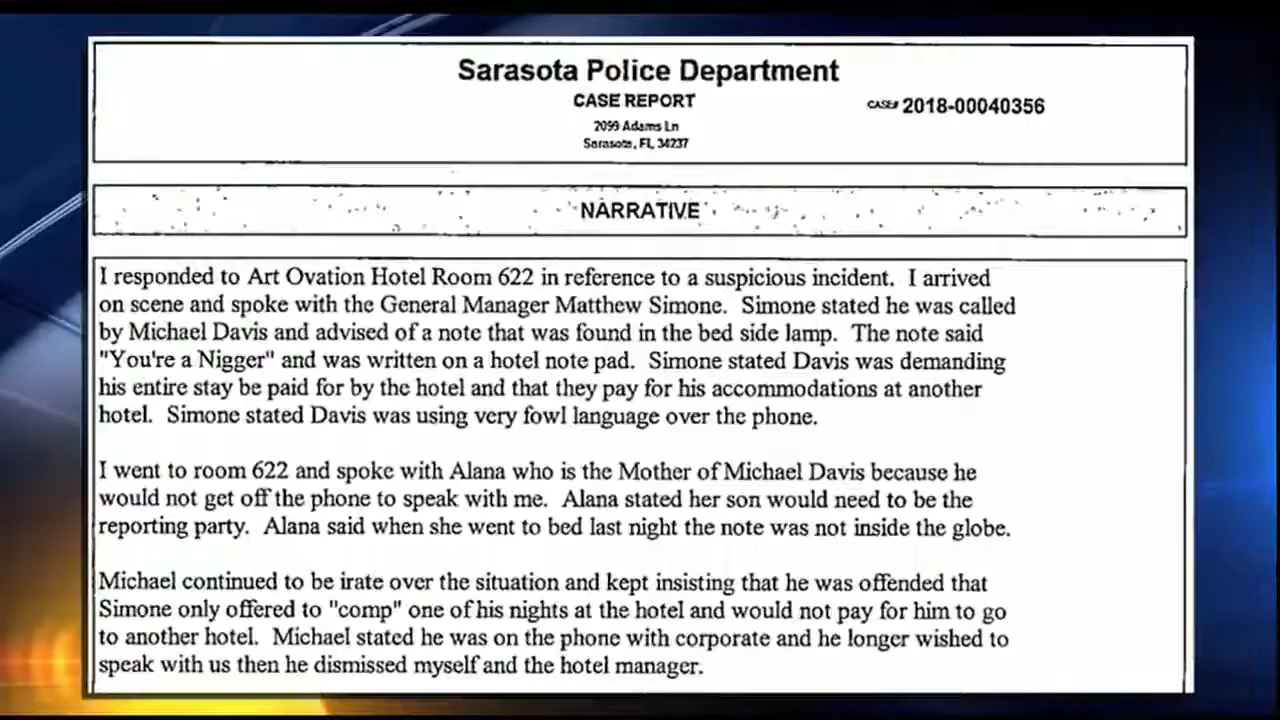 Sarasota Police Department
CASE REPORT
CASE# 2018-00040356
2099 Adams Ln
Sarasota, FL 34237
NARRATIVE
I responded to Art Ovation Hotel Room 622 in reference to a suspicious incident. I arrived
on scene and spoke with the General Manager Matthew Simone. Simone stated he was called
by Michael Davis and advised of a note that was found in the bed side lamp. The note said
"You're a Nigger" and was written on a hotel note pad. Simone stated Davis was demanding
his entire stay be paid for by the hotel and that they pay for his accommodations at another
hotel. Simone stated Davis was using very fowl language over the phone.
I went to room 622 and spoke with Alana who is the Mother of Michael Davis because he
would not get off the phone to speak with me. Alana stated her son would need to be the
reporting party. Alana said when she went to bed last night the note was not inside the globe.
Michael continued to be irate over the situation and kept insisting that he was offended that
Simone only offered to "comp" one of his nights at the hotel and would not pay for him to go
to another hotel. Michael stated he was on the phone with corporate and he longer wished to
speak with us then he dismissed myself and the hotel manager.